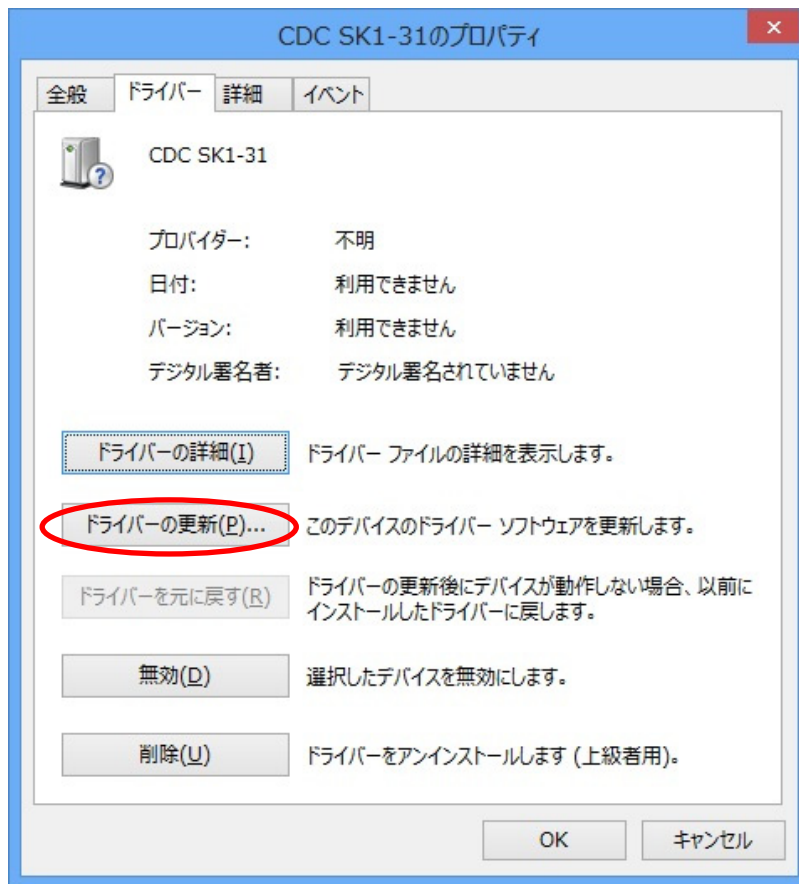 CDC SK1-31のプロパティ
全般 ドライバー 詳細 イベント
CDC SK1-31
プロバイダー: 不明
日付: 利用できません
バージョン: 利用できません
デジタル署名者: デジタル署名されていません
ドライバーの詳細(I) ドライバー ファイルの詳細を表示します。
ドライバーの更新(P)... このデバイスのドライバー ソフトウェアを更新します。
ドライバーを元に戻す(R) ドライバーの更新後にデバイスが動作しない場合、以前に
インストールしたドライバーに戻します。
無効(D) 選択したデバイスを無効にします。
削除(U) ドライバーをアンインストールします (上級者用)。
OK キャンセル